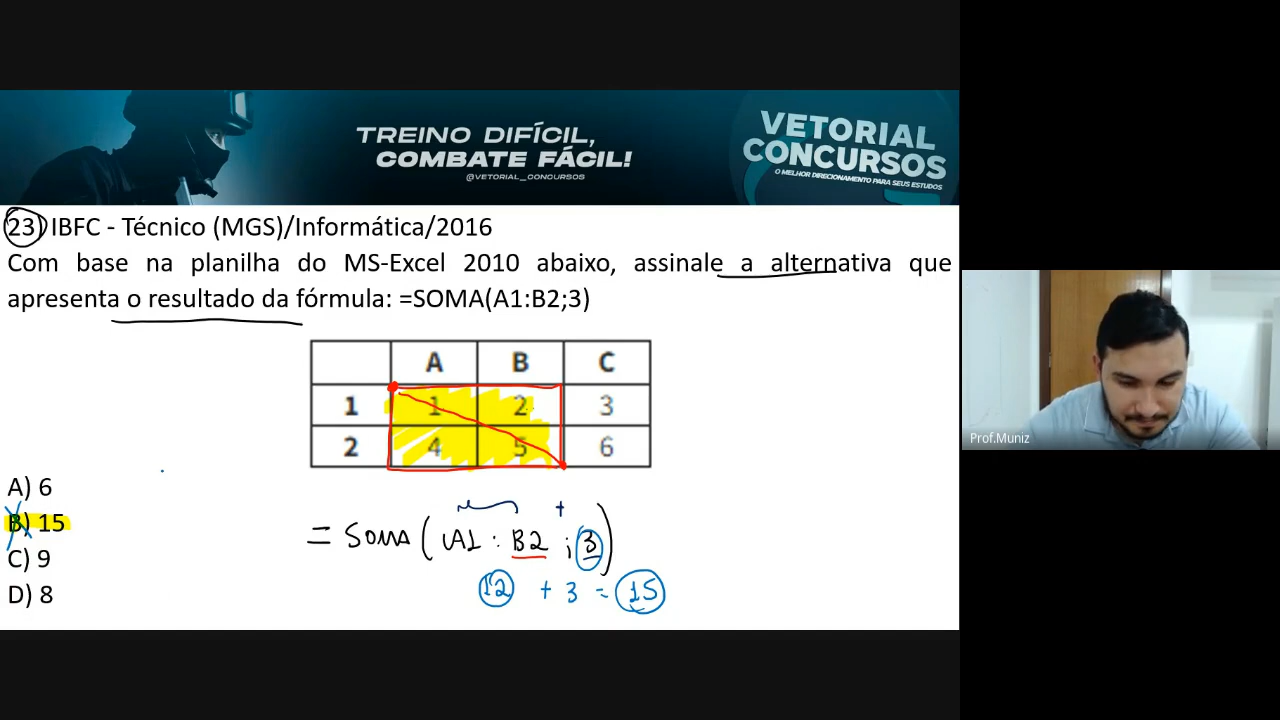 TREINO DIFÍCIL,
COMBATE FÁCIL!
@VETORIAL_CONCURSOS
VETORIAL
CONCURSOS
O MELHOR DIRECIONAMENTO PARA SEUS ESTUDOS
23) IBFC - Técnico (MGS)/Informática/2016
Com base na planilha do MS-Excel 2010 abaixo, assinale a alternativa que
apresenta o resultado da fórmula: =SOMA(A1:B2;3)
A B C
1 1 2 3
2 4 5 6
A) 6
B) 15
C) 9
D) 8
+
= SOMA (A1 : B2 ; 3)
12 + 3 = 15
Prof.Muniz